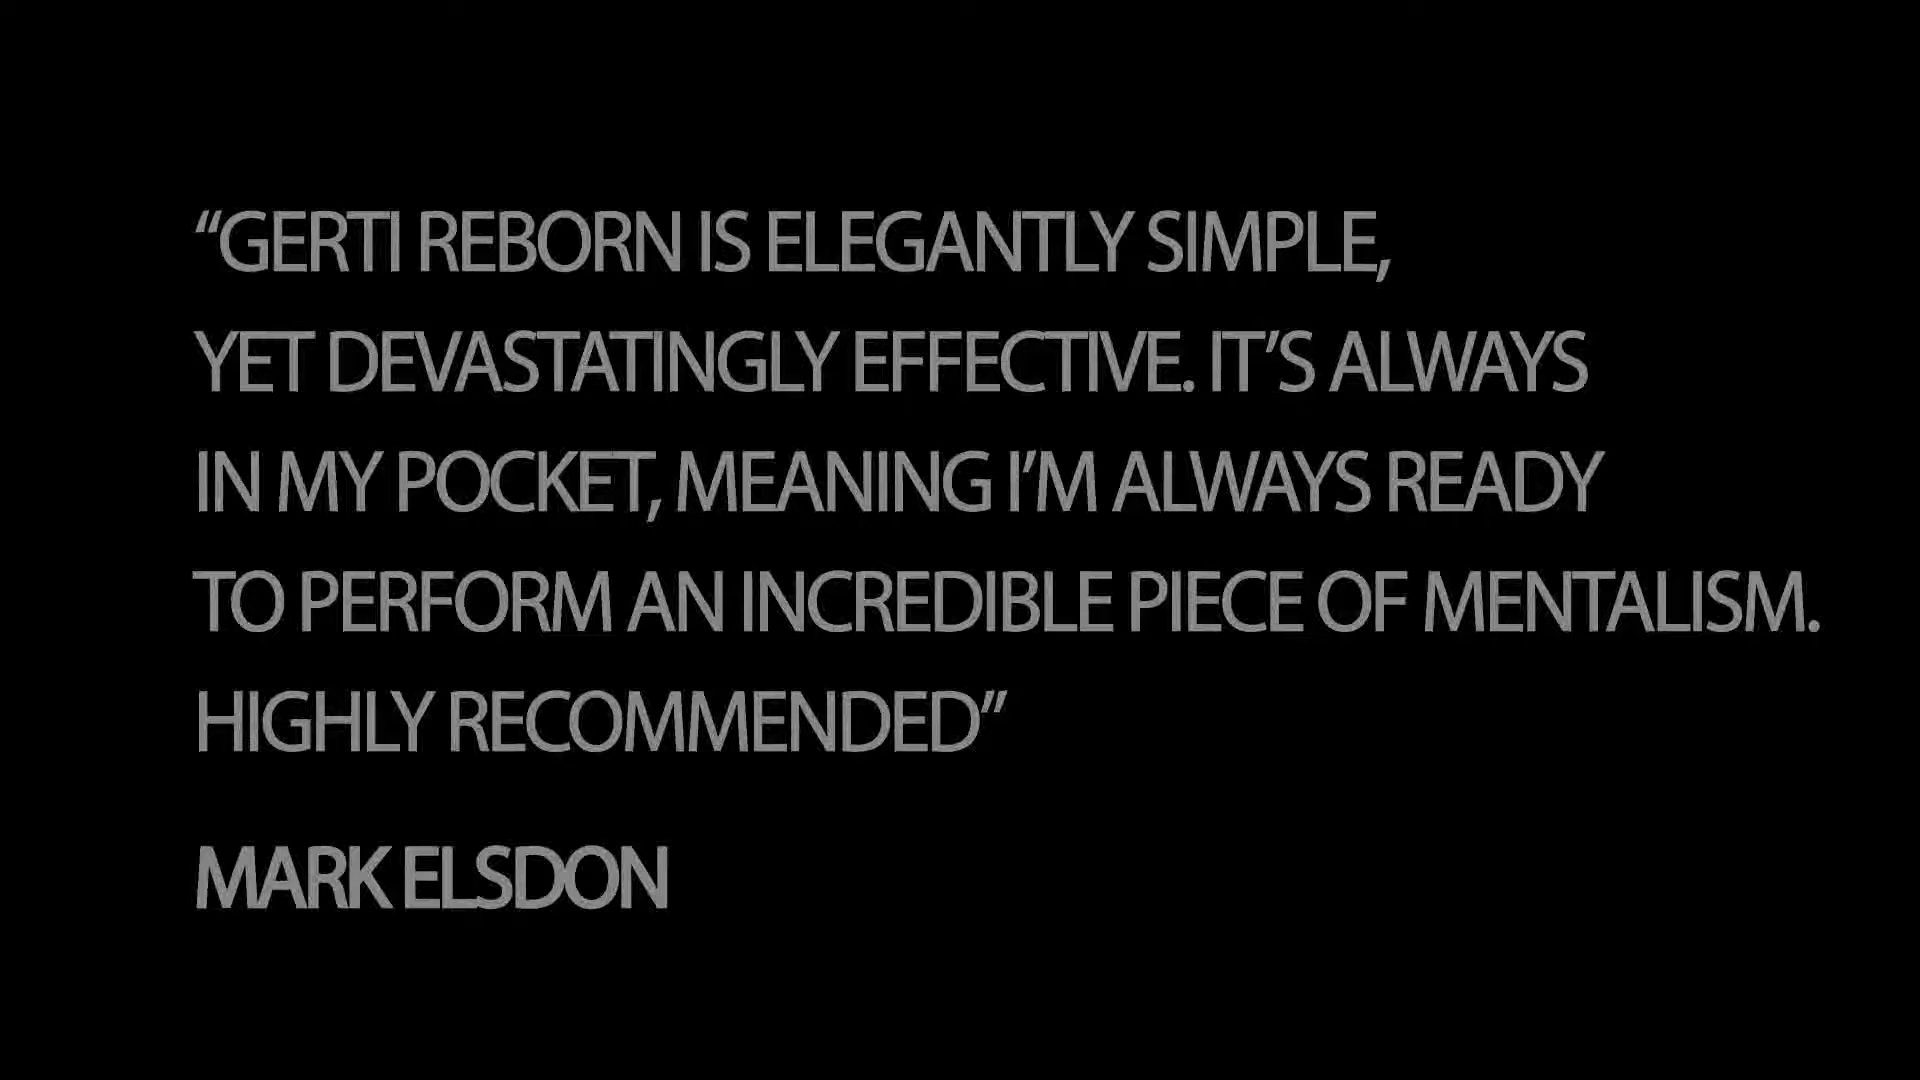 “GERTI REBORN IS ELEGANTLY SIMPLE,
YET DEVASTATINGLY EFFECTIVE. IT’S ALWAYS
IN MY POCKET, MEANING I’M ALWAYS READY
TO PERFORM AN INCREDIBLE PIECE OF MENTALISM.
HIGHLY RECOMMENDED”
MARK ELSDON